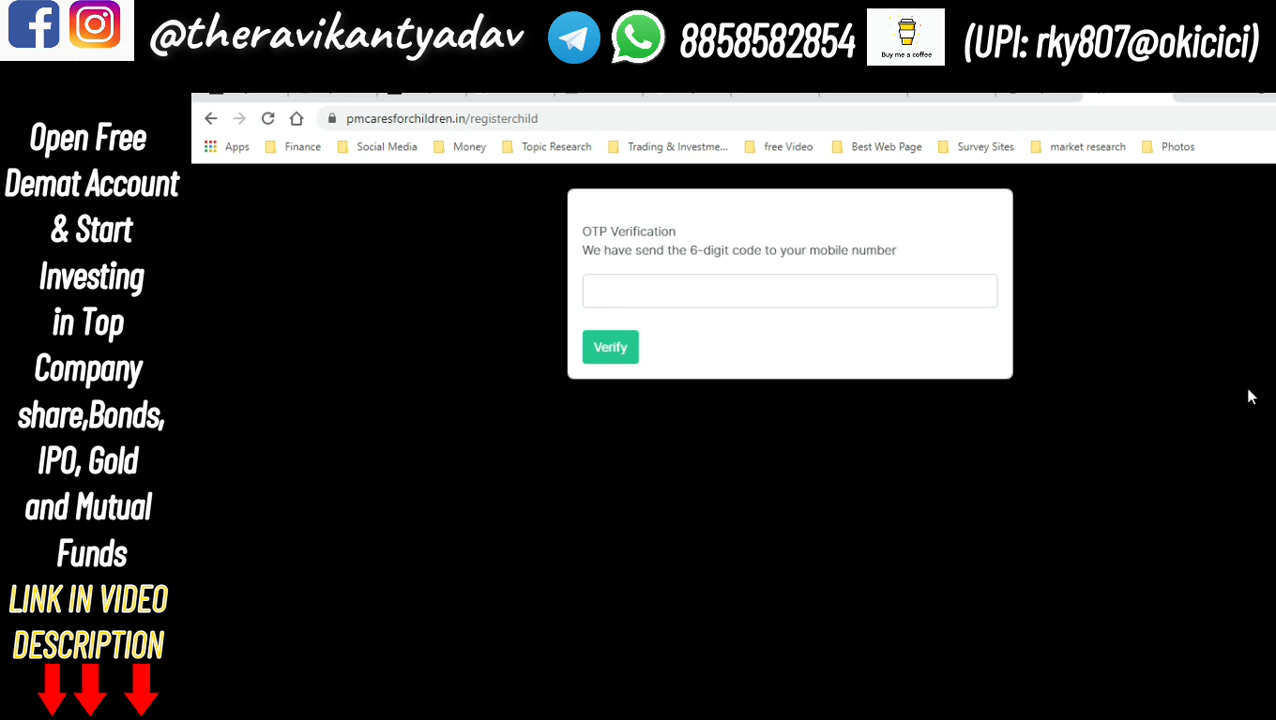 @theravikantyadav
8858582854
Buy me a coffee
(UPI: rky807@okicici)
Open Free
Demat Account
& Start
Investing
in Top
Company
share,Bonds,
IPO, Gold
and Mutual
Funds
LINK IN VIDEO
DESCRIPTION
pmcaresforchildren.in/registerchild
Apps
Finance
Social Media
Money
Topic Research
Trading & Investme...
free Video
Best Web Page
Survey Sites
market research
Photos
OTP Verification
We have send the 6-digit code to your mobile number
Verify